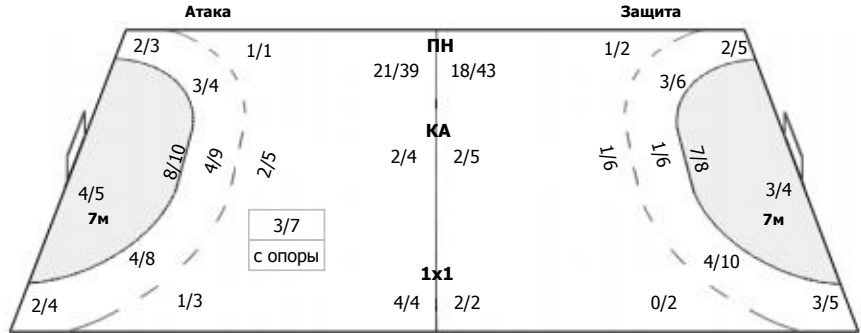 Атака Защита
2/3 1/1 ПН 1/2 2/5
3/4 21/39 18/43 3/6
КА
8/10 4/9 2/5 2/4 2/5 1/6 1/6 7/8
4/5 3/4
7м 7м
3/7
с опоры
4/8 4/10
1х1
2/4 1/3 4/4 2/2 0/2 3/5